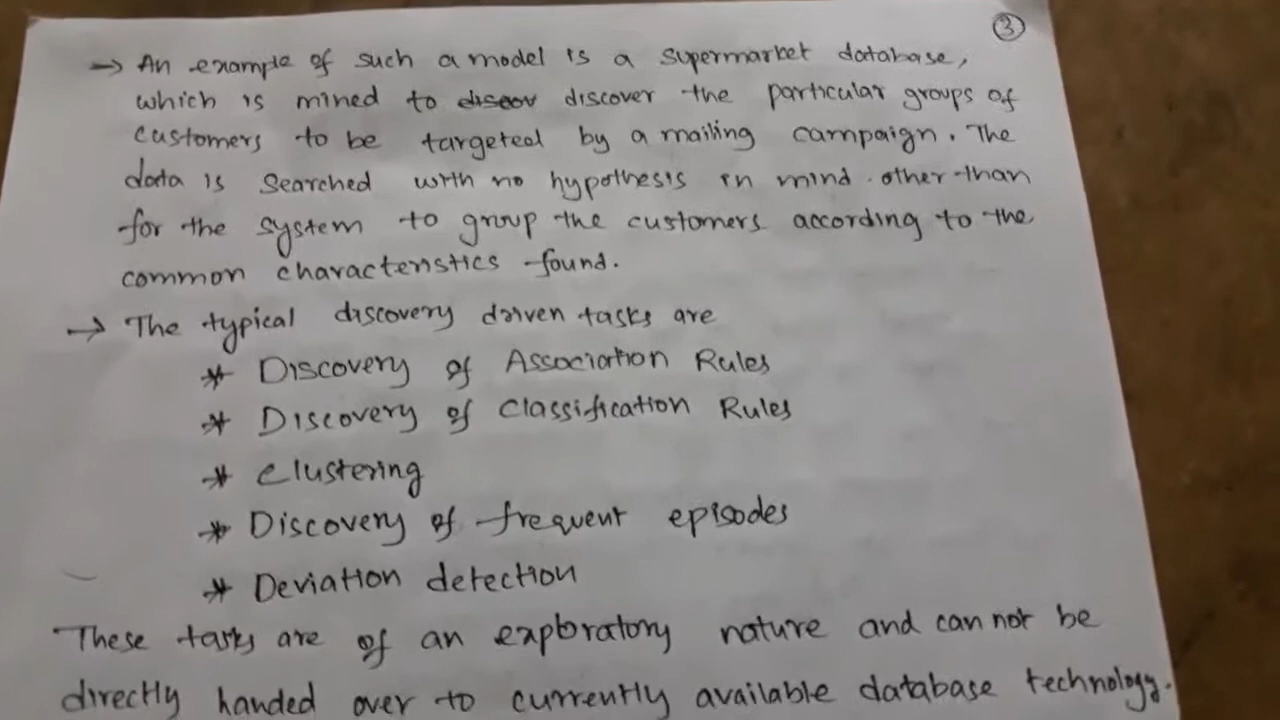 ③
→ An example of such a model is a supermarket database,
which is mined to discov discover the particular groups of
customers to be targeted by a mailing campaign. The
data is searched with no hypothesis in mind other than
for the system to group the customers according to the
common characteristics found.
→ The typical discovery driven tasks are
* Discovery of Association Rules
* Discovery of Classification Rules
* Clustering
* Discovery of frequent episodes
* Deviation detection
These tasks are of an exploratory nature and can not be
directly handed over to currently available database technology.